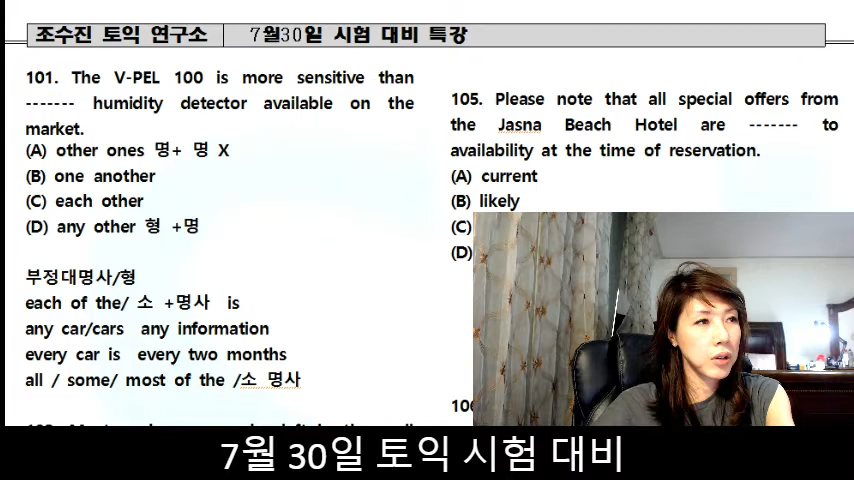 조수진 토익 연구소 7월30일 시험 대비 특강
101. The V-PEL 100 is more sensitive than
------- humidity detector available on the
market.
(A) other ones 명+ 명 X
(B) one another
(C) each other
(D) any other 형 +명
부정대명사/형
each of the/ 소 +명사 is
any car/cars any information
every car is every two months
all / some/ most of the /소 명사
105. Please note that all special offers from
the Jasna Beach Hotel are ------- to
availability at the time of reservation.
(A) current
(B) likely
(C)
(D)
106
7월 30일 토익 시험 대비